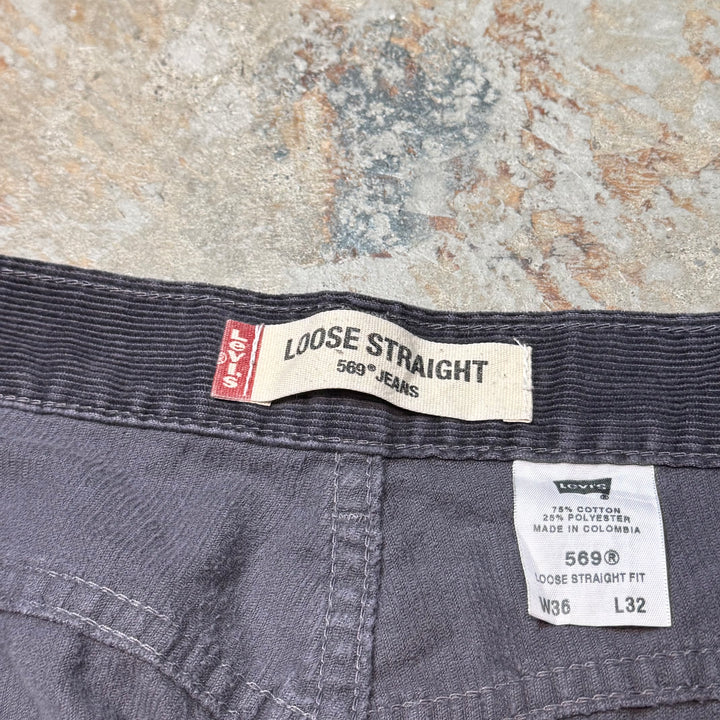 Levi's®
LOOSE STRAIGHT
569® JEANS
Levi's
75% COTTON
25% POLYESTER
MADE IN COLOMBIA
569®
LOOSE STRAIGHT FIT
W36 L32